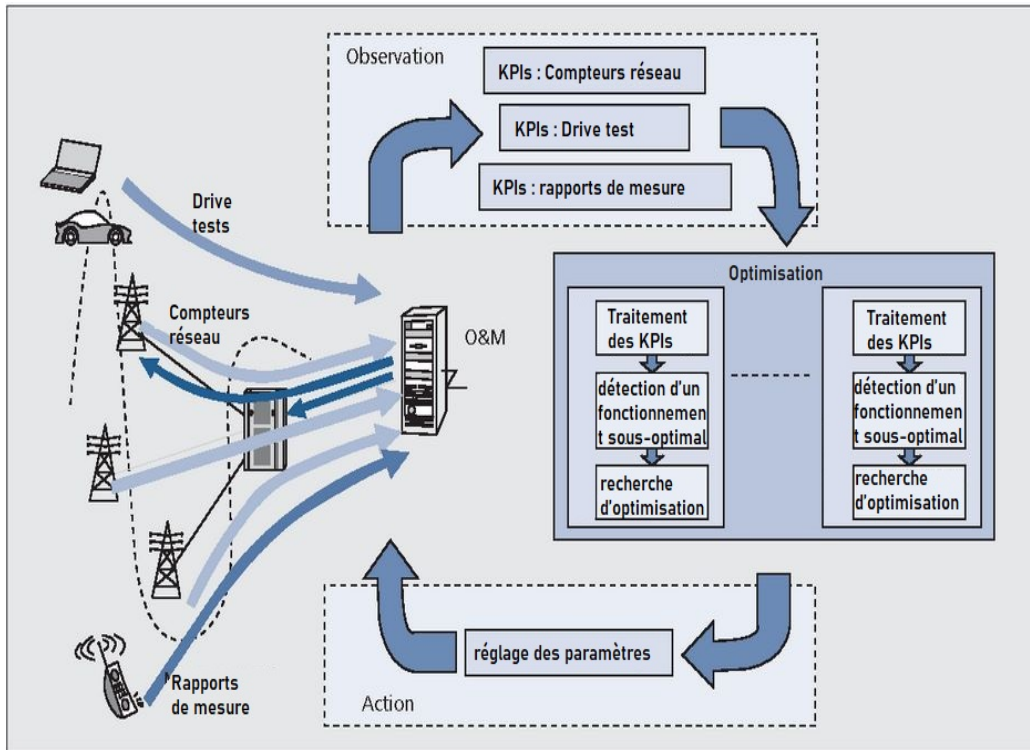 Observation
KPIs : Compteurs réseau
KPIs : Drive test
KPIs : rapports de mesure
Drive
tests
Compteurs
réseau
O&M
Optimisation
Traitement
des KPIs
détection d'un
fonctionnemen
t sous-optimal
recherche
d'optimisation
Traitement
des KPIs
détection d'un
fonctionnemen
t sous-optimal
recherche
d'optimisation
réglage des paramètres
Action
Rapports
de mesure